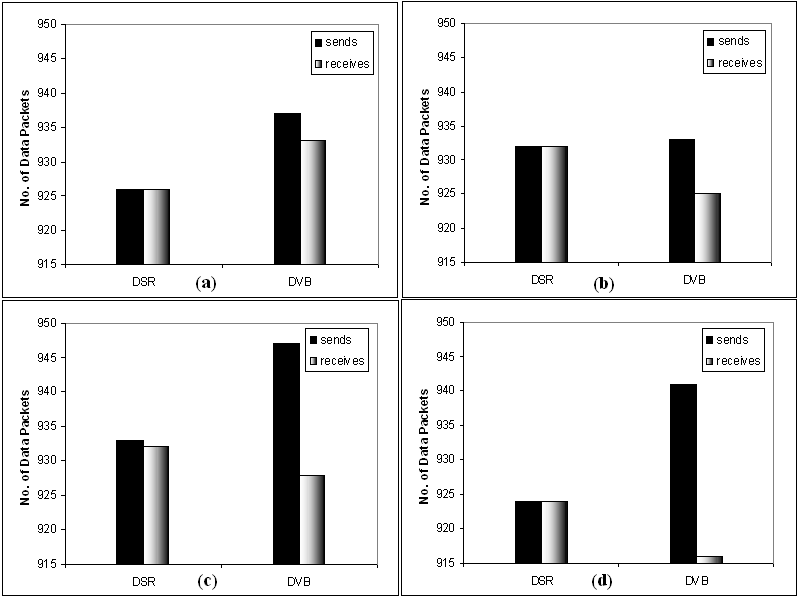 950
945
940
935
930
925
920
915
No. of Data Packets
sends
receives
DSR
DVB
(a)
950
945
940
935
930
925
920
915
No. of Data Packets
sends
receives
DSR
DVB
(b)
950
945
940
935
930
925
920
915
No. of Data Packets
sends
receives
DSR
DVB
(c)
950
945
940
935
930
925
920
915
No. of Data Packets
sends
receives
DSR
DVB
(d)